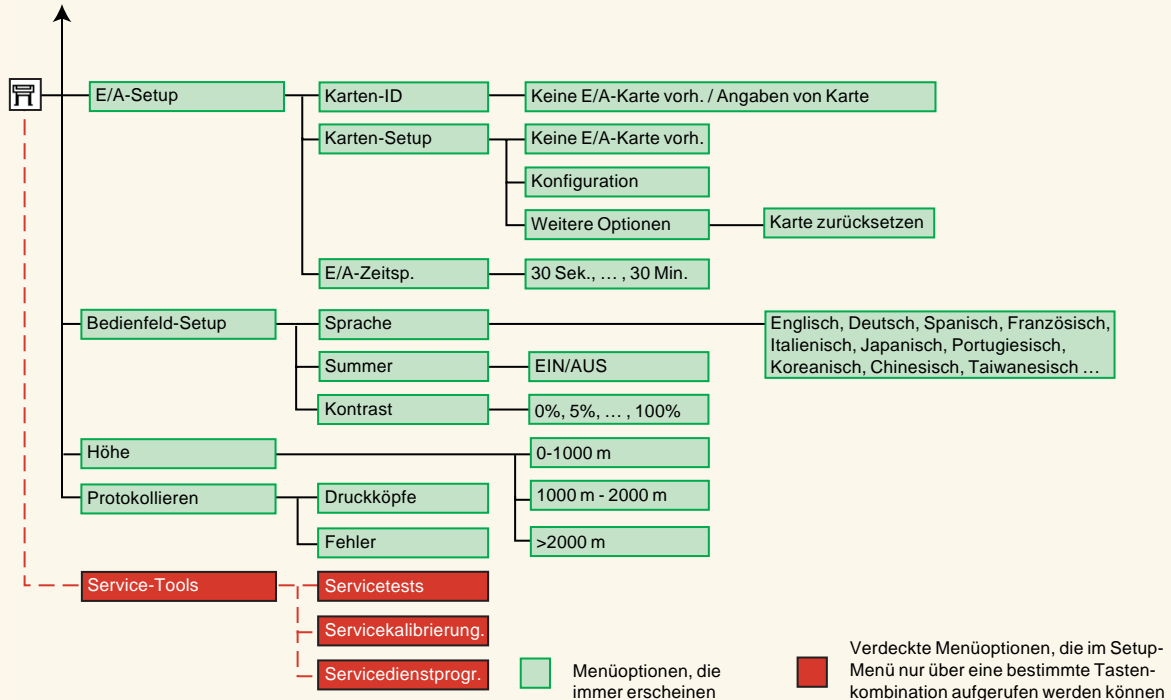 E/A-Setup
Karten-ID
Keine E/A-Karte vorh. / Angaben von Karte
Karten-Setup
Keine E/A-Karte vorh.
Konfiguration
Weitere Optionen
Karte zurücksetzen
E/A-Zeitsp.
30 Sek., ... , 30 Min.
Bedienfeld-Setup
Sprache
Englisch, Deutsch, Spanisch, Französisch,
Italienisch, Japanisch, Portugiesisch,
Koreanisch, Chinesisch, Taiwanesisch ...
Summer
EIN/AUS
Kontrast
0%, 5%, ... , 100%
Höhe
0-1000 m
1000 m - 2000 m
>2000 m
Protokollieren
Druckköpfe
Fehler
Service-Tools
Servicetests
Servicekalibrierung.
Servicedienstprogr.
Menüoptionen, die
immer erscheinen
Verdeckte Menüoptionen, die im Setup-
Menü nur über eine bestimmte Tasten-
kombination aufgerufen werden können